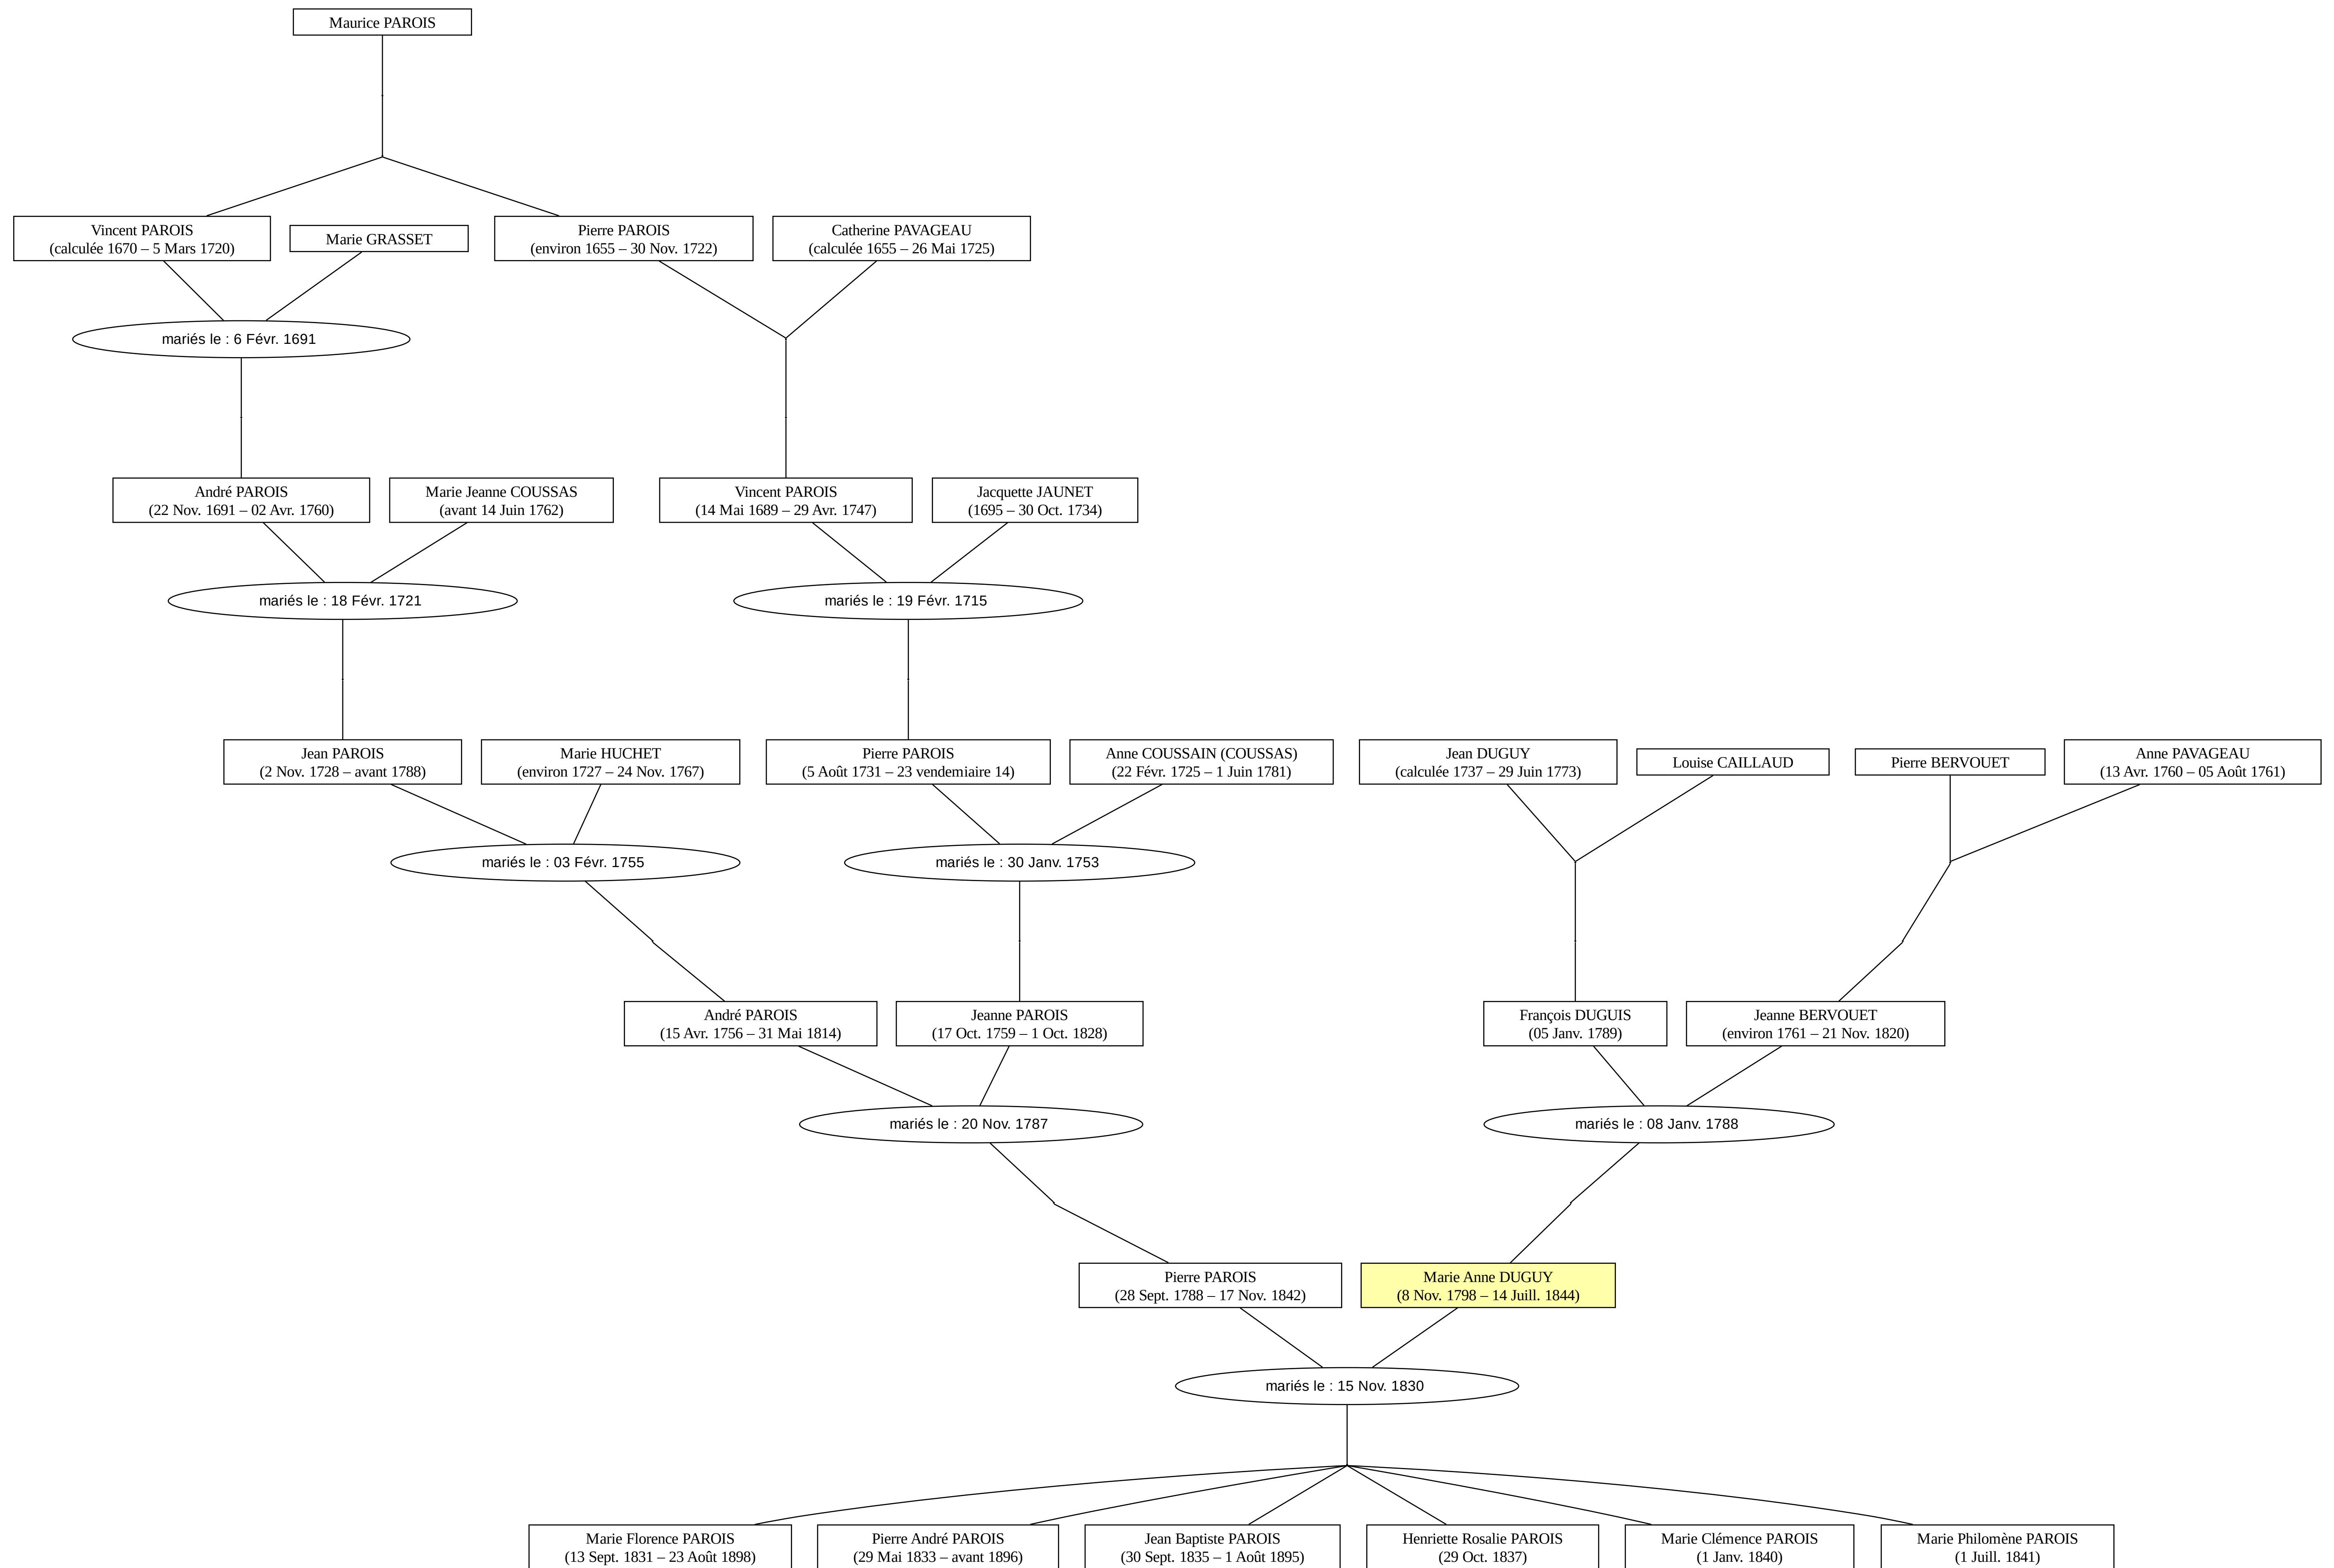 Maurice PAROIS
Vincent PAROIS
(calculée 1670 – 5 Mars 1720)
Marie GRASSET
Pierre PAROIS
(environ 1655 – 30 Nov. 1722)
Catherine PAVAGEAU
(calculée 1655 – 26 Mai 1725)
mariés le : 6 Févr. 1691
André PAROIS
(22 Nov. 1691 – 02 Avr. 1760)
Marie Jeanne COUSSAS
(avant 14 Juin 1762)
Vincent PAROIS
(14 Mai 1689 – 29 Avr. 1747)
Jacquette JAUNET
(1695 – 30 Oct. 1734)
mariés le : 18 Févr. 1721
mariés le : 19 Févr. 1715
Jean PAROIS
(2 Nov. 1728 – avant 1788)
Marie HUCHET
(environ 1727 – 24 Nov. 1767)
Pierre PAROIS
(5 Août 1731 – 23 vendemiaire 14)
Anne COUSSAIN (COUSSAS)
(22 Févr. 1725 – 1 Juin 1781)
Jean DUGUY
(calculée 1737 – 29 Juin 1773)
Louise CAILLAUD
Pierre BERVOUET
Anne PAVAGEAU
(13 Avr. 1760 – 05 Août 1761)
mariés le : 03 Févr. 1755
mariés le : 30 Janv. 1753
André PAROIS
(15 Avr. 1756 – 31 Mai 1814)
Jeanne PAROIS
(17 Oct. 1759 – 1 Oct. 1828)
François DUGUIS
(05 Janv. 1789)
Jeanne BERVOUET
(environ 1761 – 21 Nov. 1820)
mariés le : 20 Nov. 1787
mariés le : 08 Janv. 1788
Pierre PAROIS
(28 Sept. 1788 – 17 Nov. 1842)
Marie Anne DUGUY
(8 Nov. 1798 – 14 Juill. 1844)
mariés le : 15 Nov. 1830
Marie Florence PAROIS
(13 Sept. 1831 – 23 Août 1898)
Pierre André PAROIS
(29 Mai 1833 – avant 1896)
Jean Baptiste PAROIS
(30 Sept. 1835 – 1 Août 1895)
Henriette Rosalie PAROIS
(29 Oct. 1837)
Marie Clémence PAROIS
(1 Janv. 1840)
Marie Philomène PAROIS
(1 Juill. 1841)